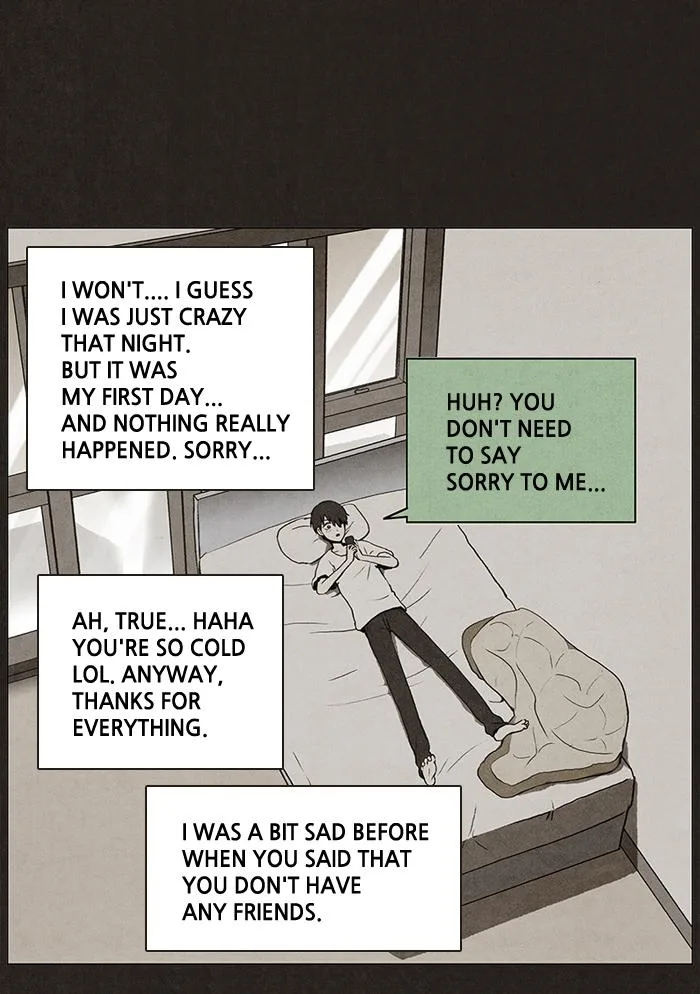 I WON'T.... I GUESS
I WAS JUST CRAZY
THAT NIGHT.
BUT IT WAS
MY FIRST DAY...
AND NOTHING REALLY
HAPPENED. SORRY...
HUH? YOU
DON'T NEED
TO SAY
SORRY TO ME...
AH, TRUE... HAHA
YOU'RE SO COLD
LOL. ANYWAY,
THANKS FOR
EVERYTHING.
I WAS A BIT SAD BEFORE
WHEN YOU SAID THAT
YOU DON'T HAVE
ANY FRIENDS.